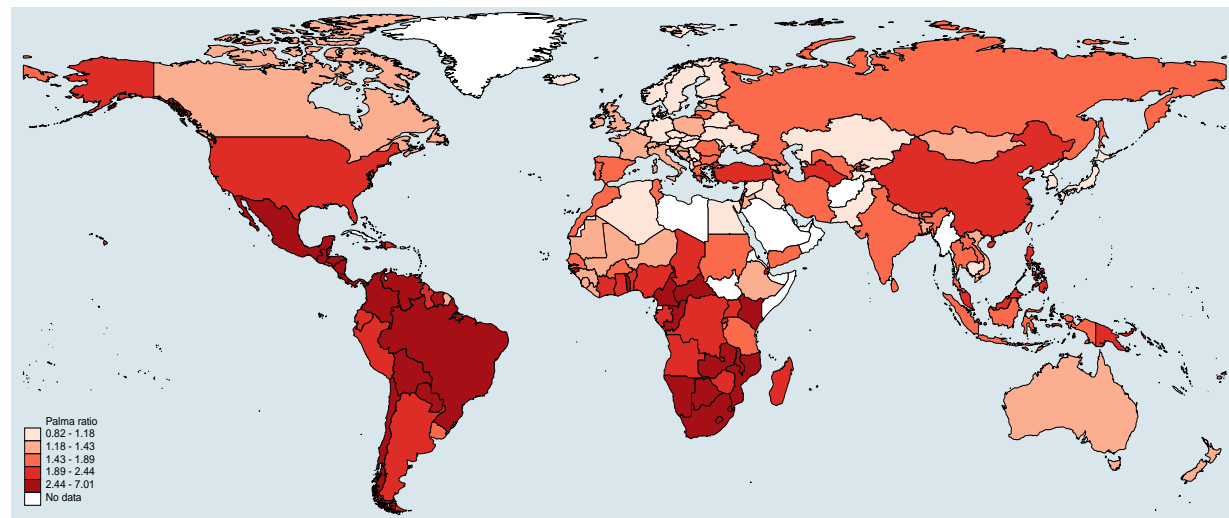 Palma ratio
0.82 - 1.18
1.18 - 1.43
1.43 - 1.89
1.89 - 2.44
2.44 - 7.01
No data